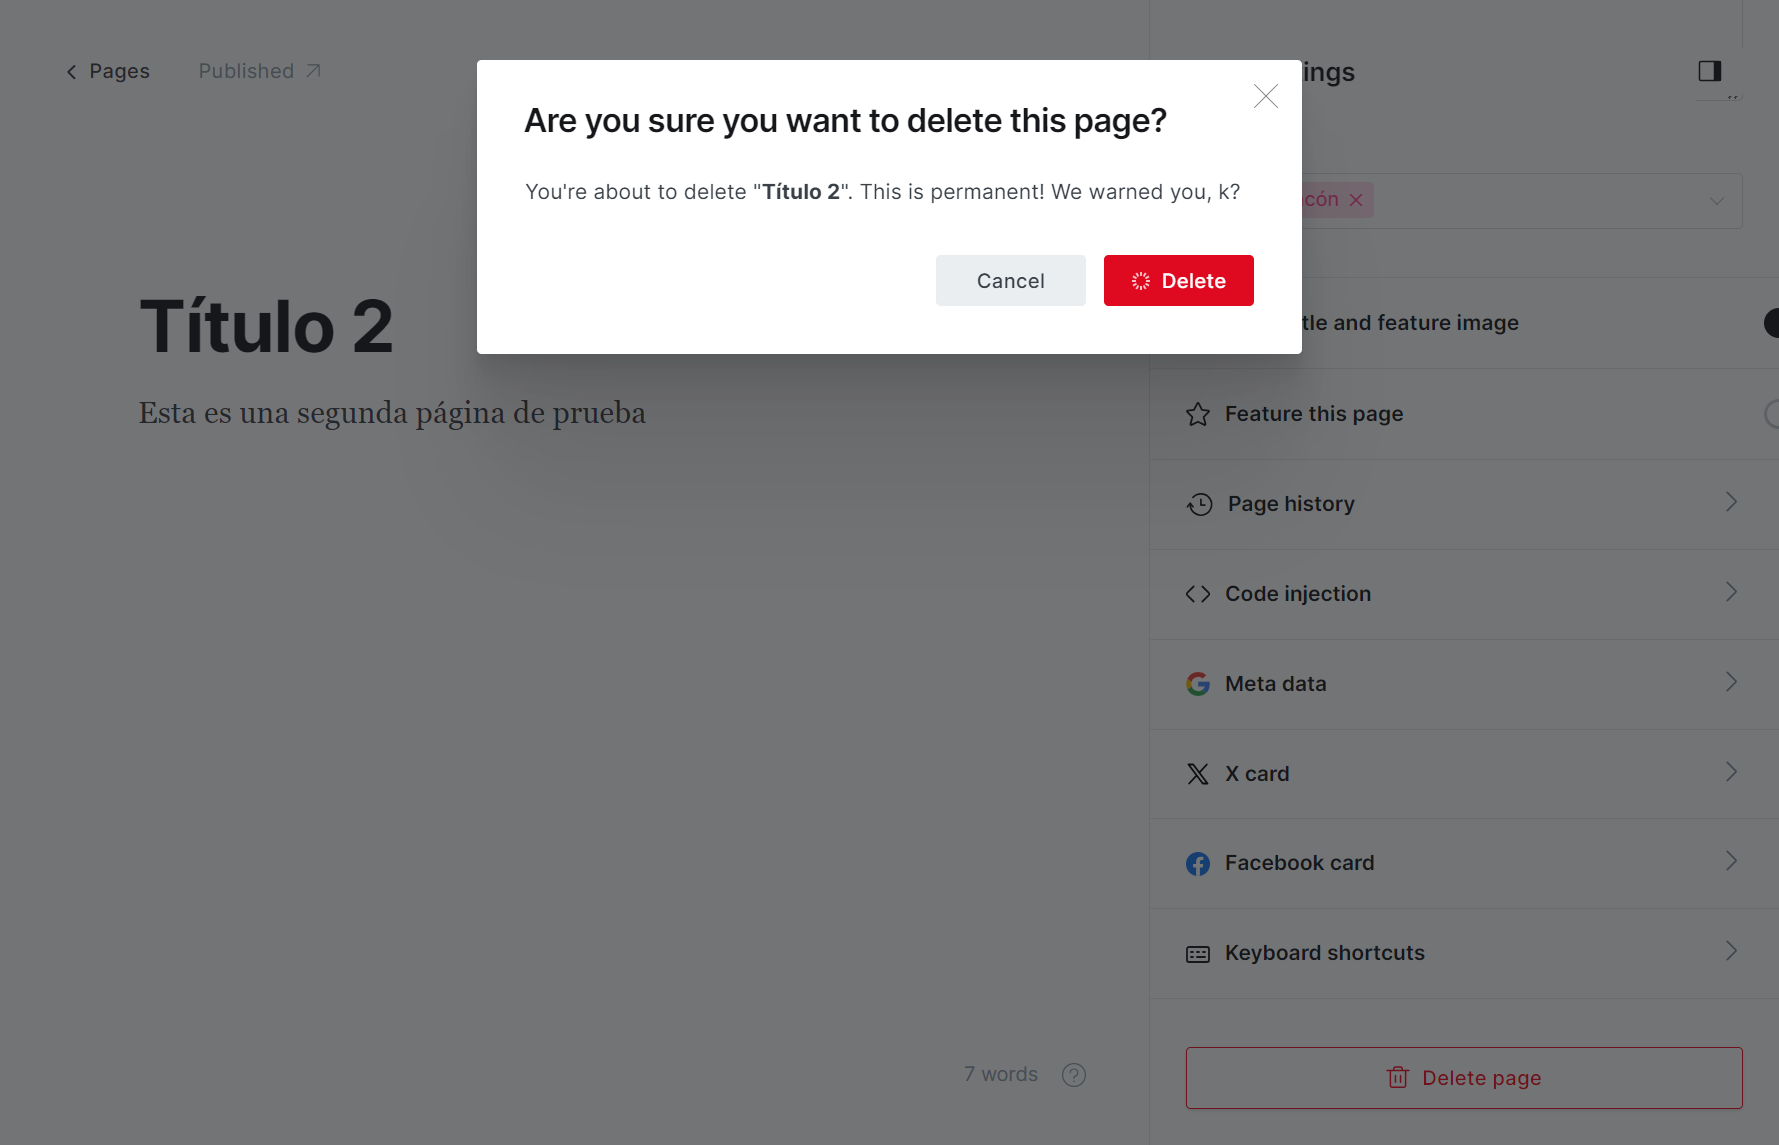 Pages
Published
ings
Are you sure you want to delete this page?
You're about to delete "Título 2". This is permanent! We warned you, k?
cón
Cancel
Delete
Título 2
Esta es una segunda página de prueba
tle and feature image
Feature this page
Page history
Code injection
Meta data
X card
Facebook card
Keyboard shortcuts
7 words
Delete page